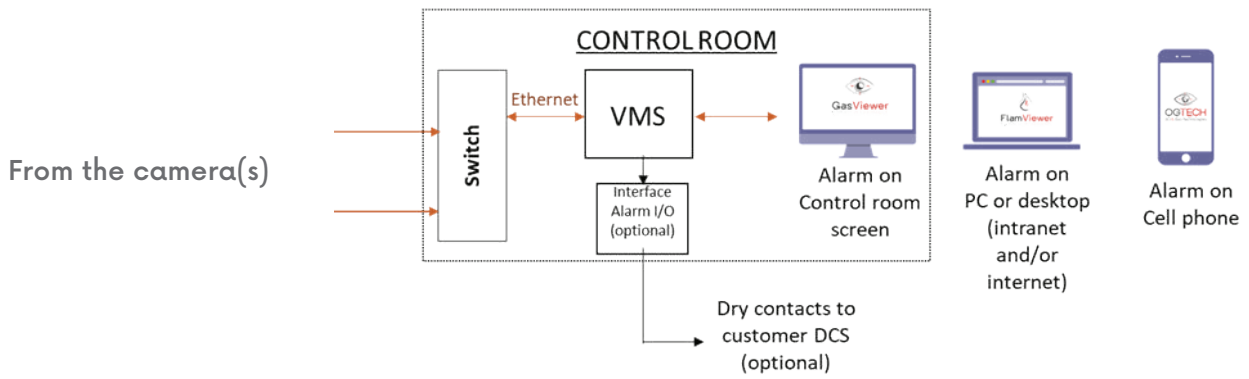 CONTROL ROOM
From the camera(s)
Switch
Ethernet
VMS
Interface
Alarm I/O
(optional)
Dry contacts to
customer DCS
(optional)
GasViewer
Alarm on
Control room
screen
FlamViewer
Alarm on
PC or desktop
(intranet
and/or
internet)
OGTECH
Alarm on
Cell phone